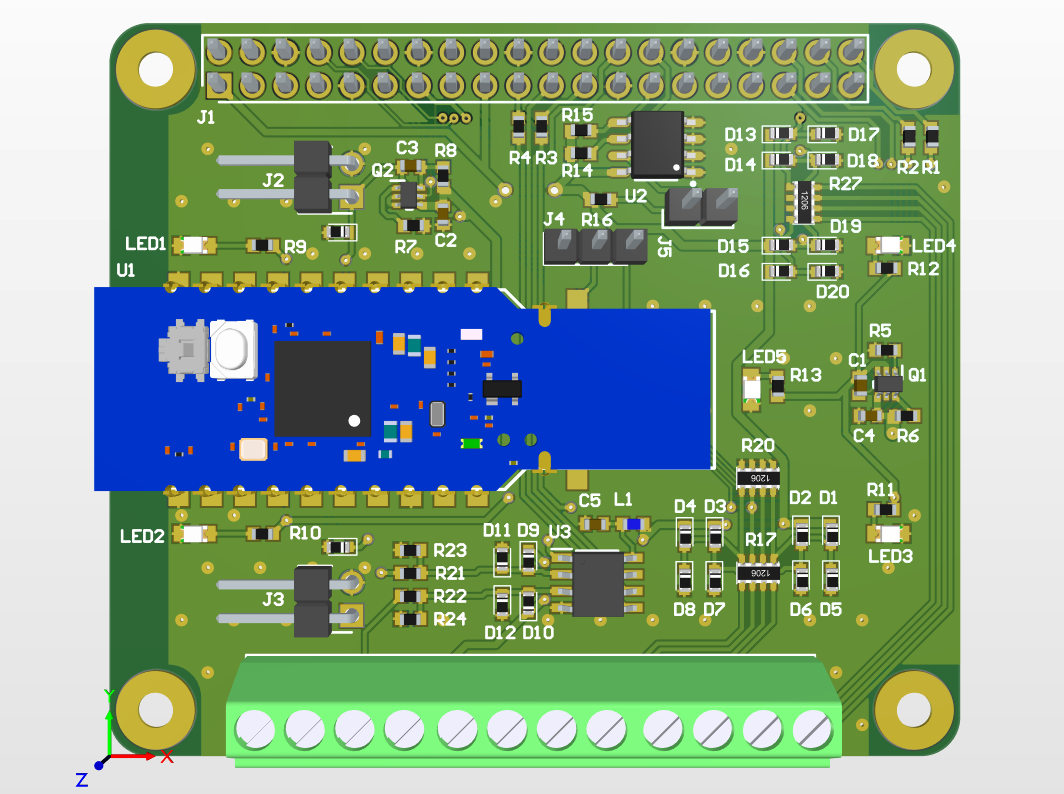 J1
R15
R4 R3
R14
D13 D17
D14 D18
R2 R1
C3 R8
Q2
J2
R27
1206
U2
J4 R16
J5
R7 C2
D19
LED1 R9
D15
D16
LED4
R12
D20
U1
R5
LED5
R13
C1 Q1
C4 R6
R20
1206
R11
C5 L1
D4 D3
D2 D1
LED2
R10
D11 D9 U3
R17
1206
LED3
R23
R21
R22
R24
J3
D8 D7
D6 D5
D12 D10
Y
X
Z